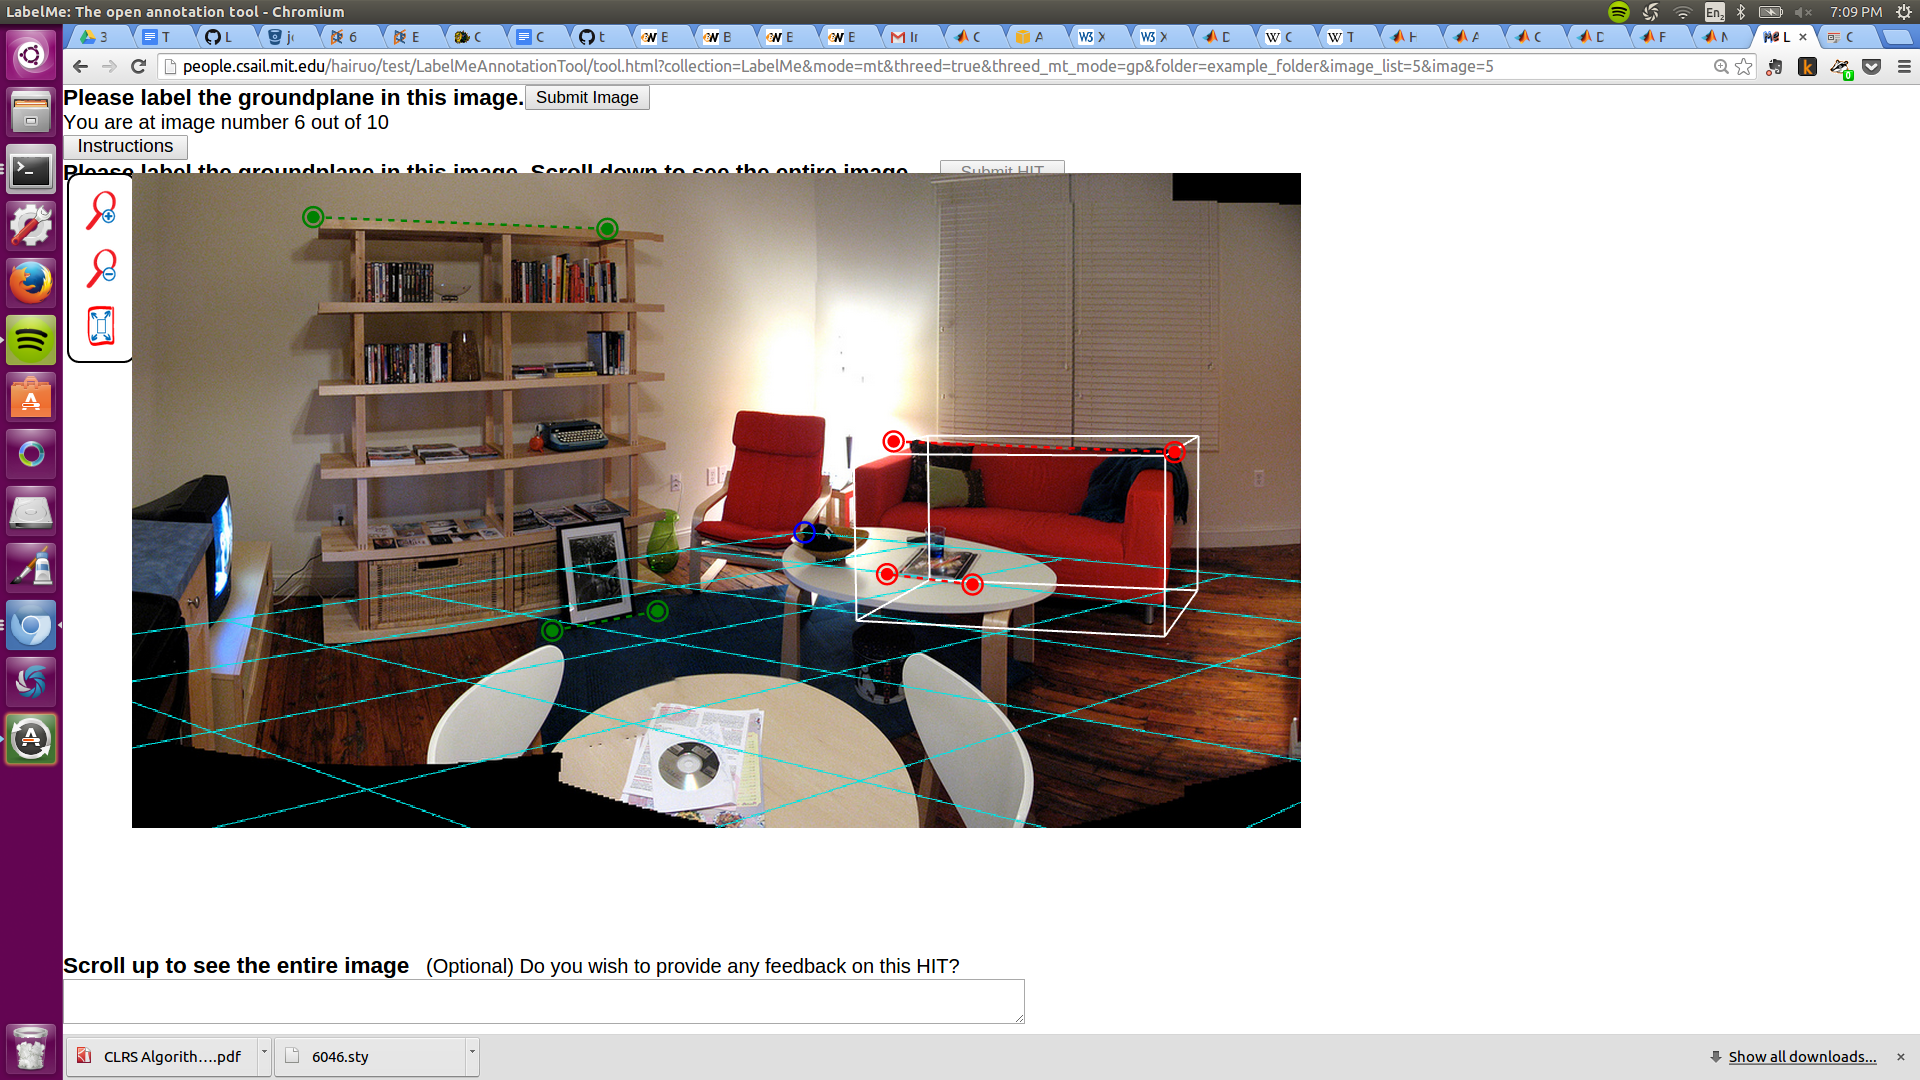 LabelMe: The open annotation tool - Chromium
En₂
7:09 PM
3
T
L
6
E
C
C
t
E
B
E
E
C
A
X
X
D
C
T
H
A
C
D
F
L
C
people.csail.mit.edu/hairuo/test/LabelMeAnnotationTool/tool.html?collection=LabelMe&mode=mt&threed=true&threed_mt_mode=gp&folder=example_folder&image_list=5&image=5
Please label the groundplane in this image. Submit Image
You are at image number 6 out of 10
Instructions
Please label the groundplane in this image. Scroll down to see the entire image Submit HIT
Scroll up to see the entire image (Optional) Do you wish to provide any feedback on this HIT?
CLRS Algorith....pdf
6046.sty
Show all downloads...